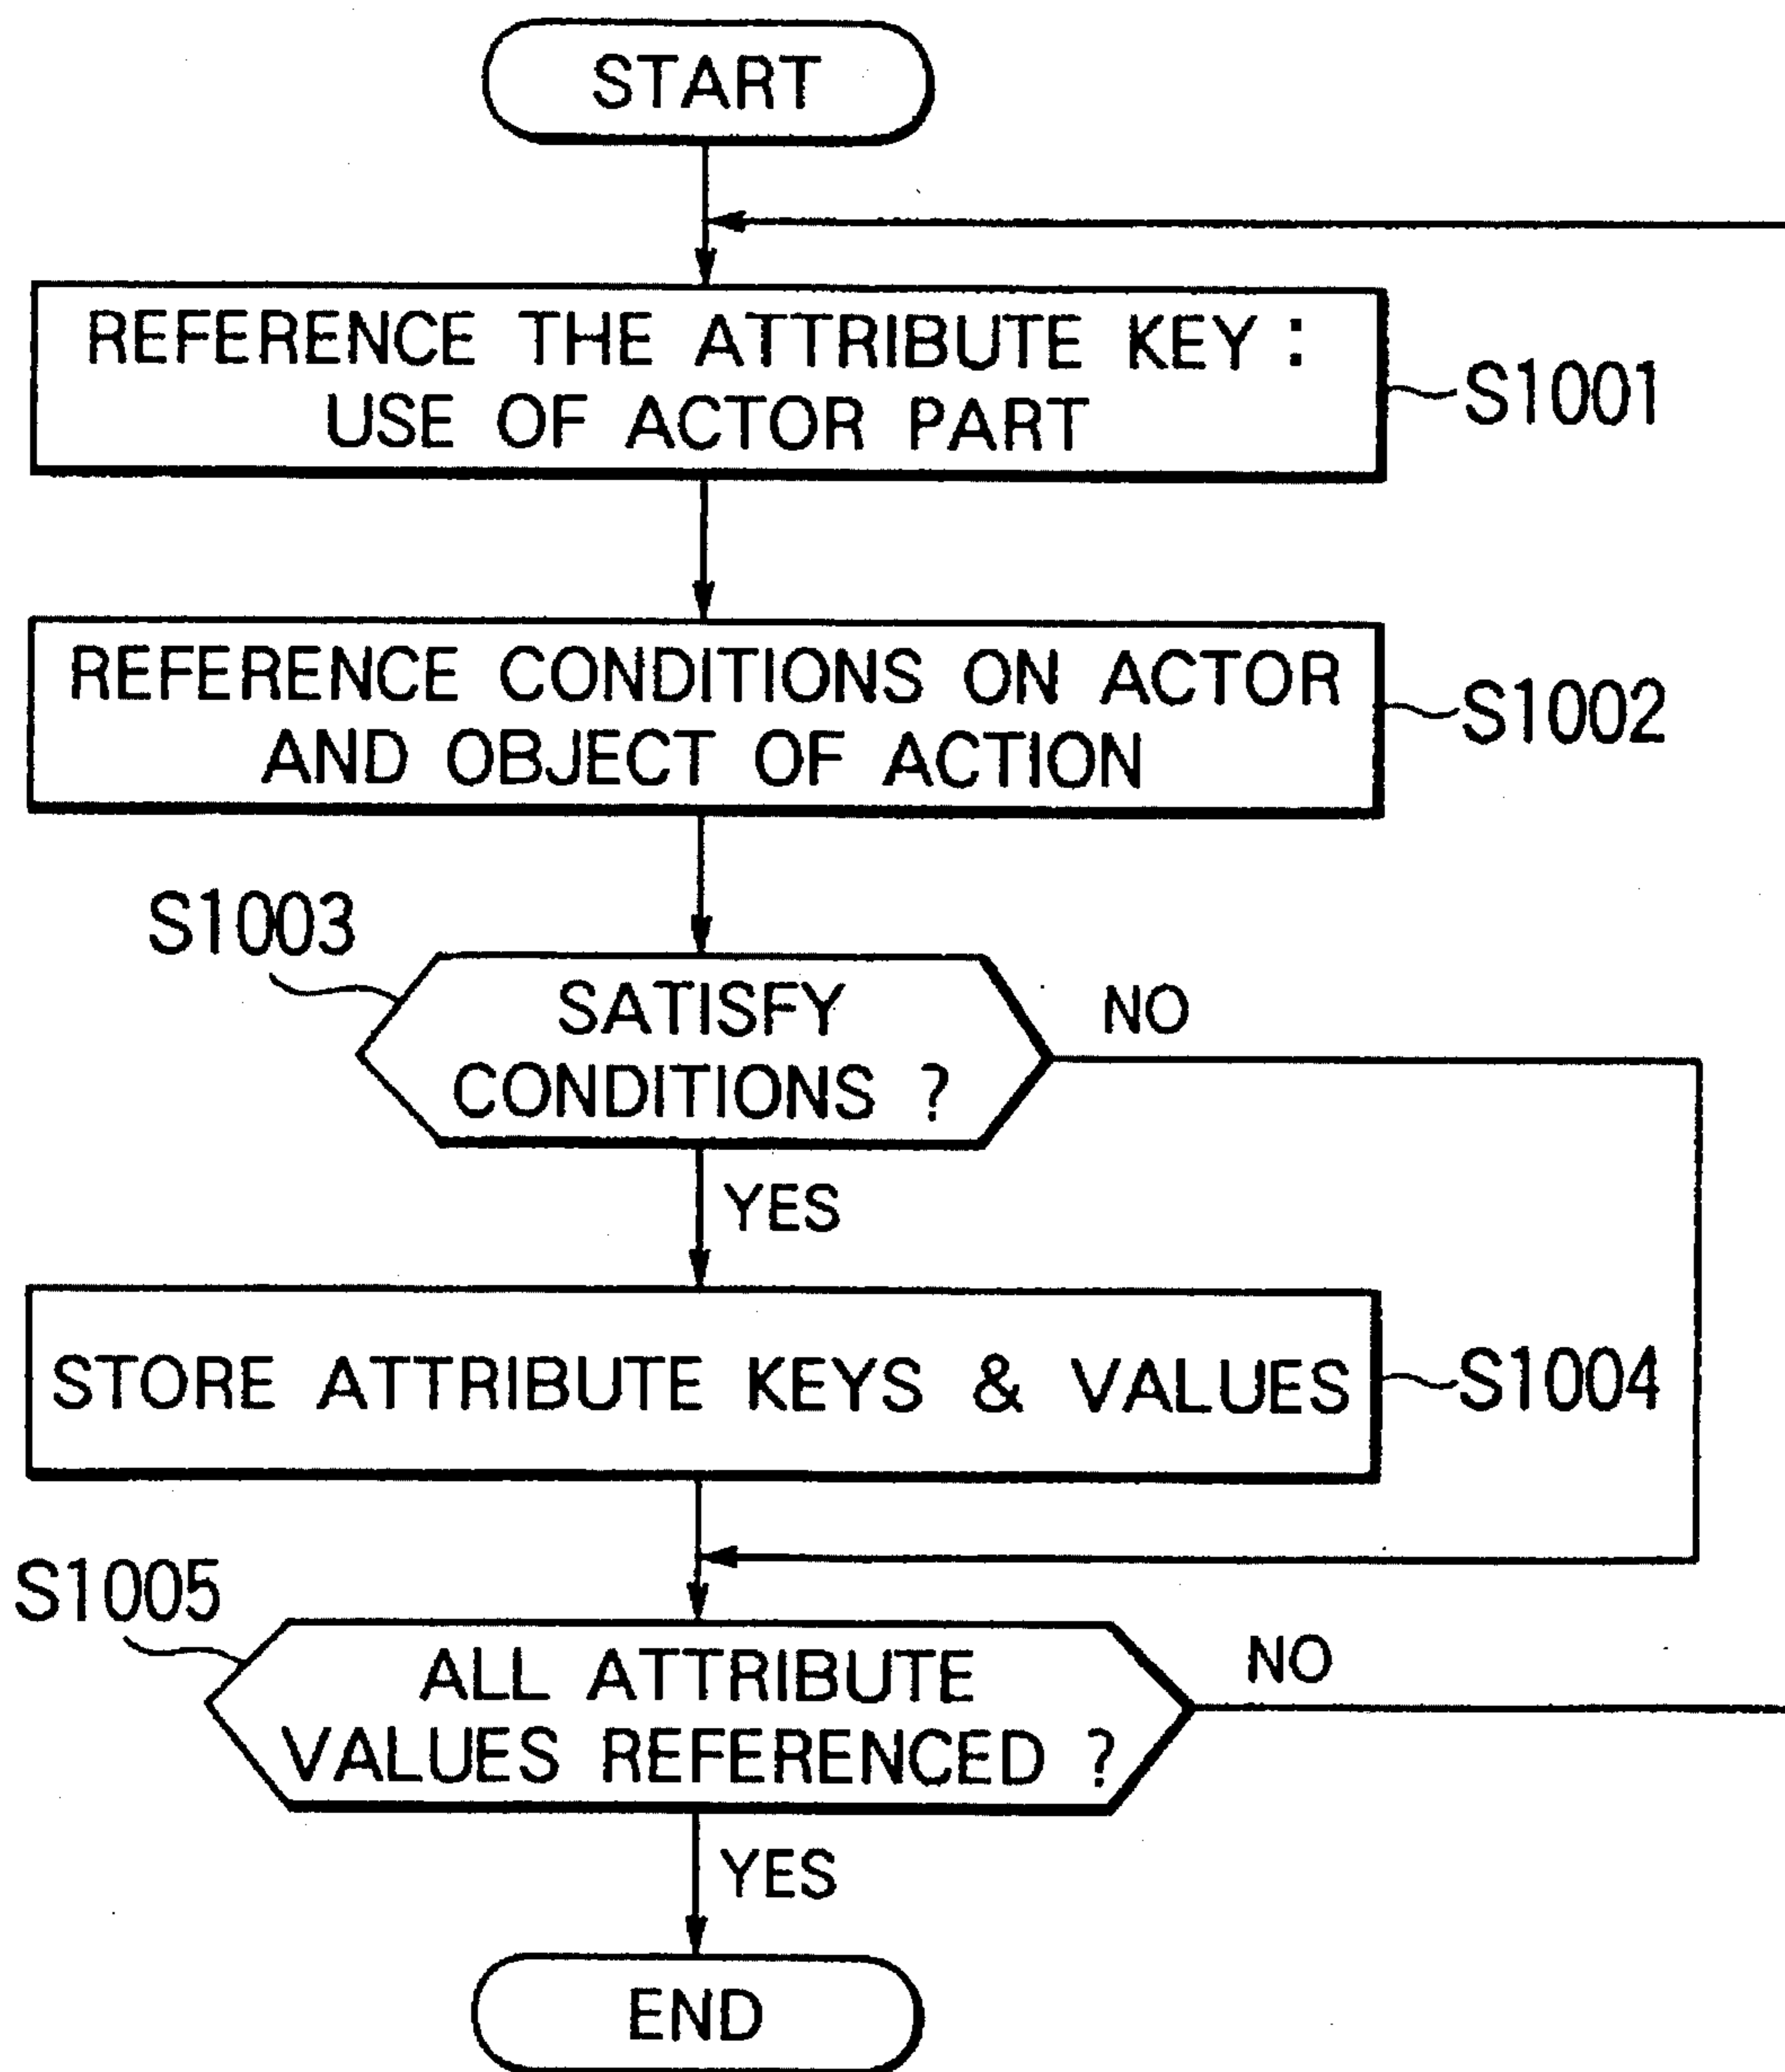 START
REFERENCE THE ATTRIBUTE KEY :
USE OF ACTOR PART
S1001
REFERENCE CONDITIONS ON ACTOR
AND OBJECT OF ACTION
S1002
S1003
SATISFY
CONDITIONS ?
NO
YES
STORE ATTRIBUTE KEYS & VALUES
S1004
S1005
ALL ATTRIBUTE
VALUES REFERENCED ?
NO
YES
END